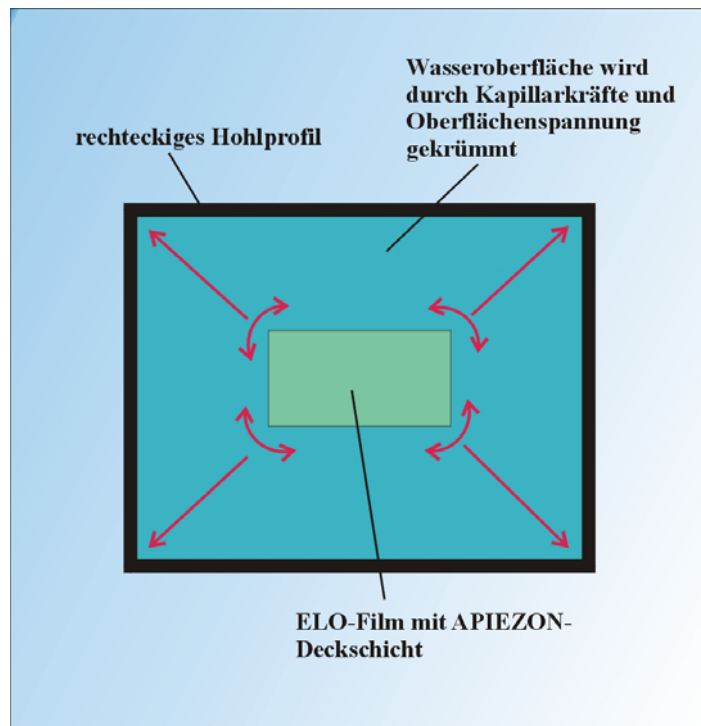 Wasseroberfläche wird
durch Kapillarkräfte und
Oberflächenspannung
gekrümmt
rechteckiges Hohlprofil
ELO-Film mit APIEZON-
Deckschicht